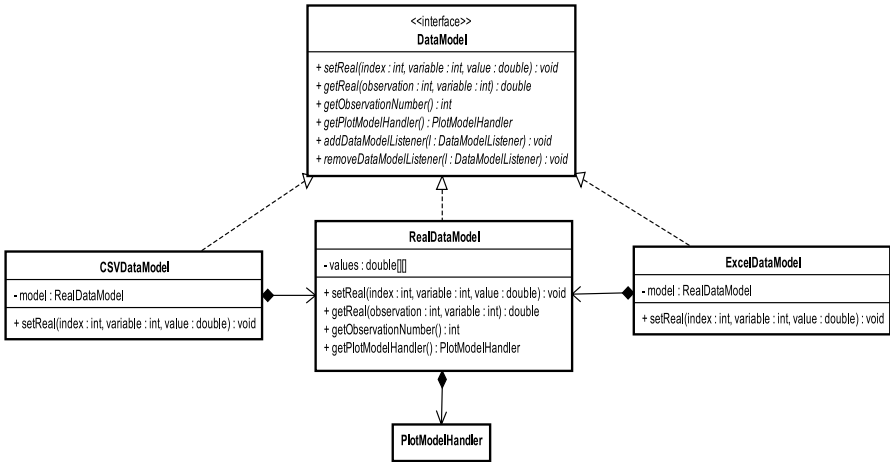 <<interface>>
DataModel
+ setReal(index : int, variable : int, value : double) : void
+ getReal(observation : int, variable : int) : double
+ getObservationNumber() : int
+ getPlotModelHandler() : PlotModelHandler
+ addDataModelListener(l : DataModelListener) : void
+ removeDataModelListener(l : DataModelListener) : void
CSVDataModel
- model : RealDataModel
+ setReal(index : int, variable : int, value : double) : void
RealDataModel
- values : double[][]
+ setReal(index : int, variable : int, value : double) : void
+ getReal(observation : int, variable : int) : double
+ getObservationNumber() : int
+ getPlotModelHandler() : PlotModelHandler
ExcelDataModel
- model : RealDataModel
+ setReal(index : int, variable : int, value : double) : void
PlotModelHandler